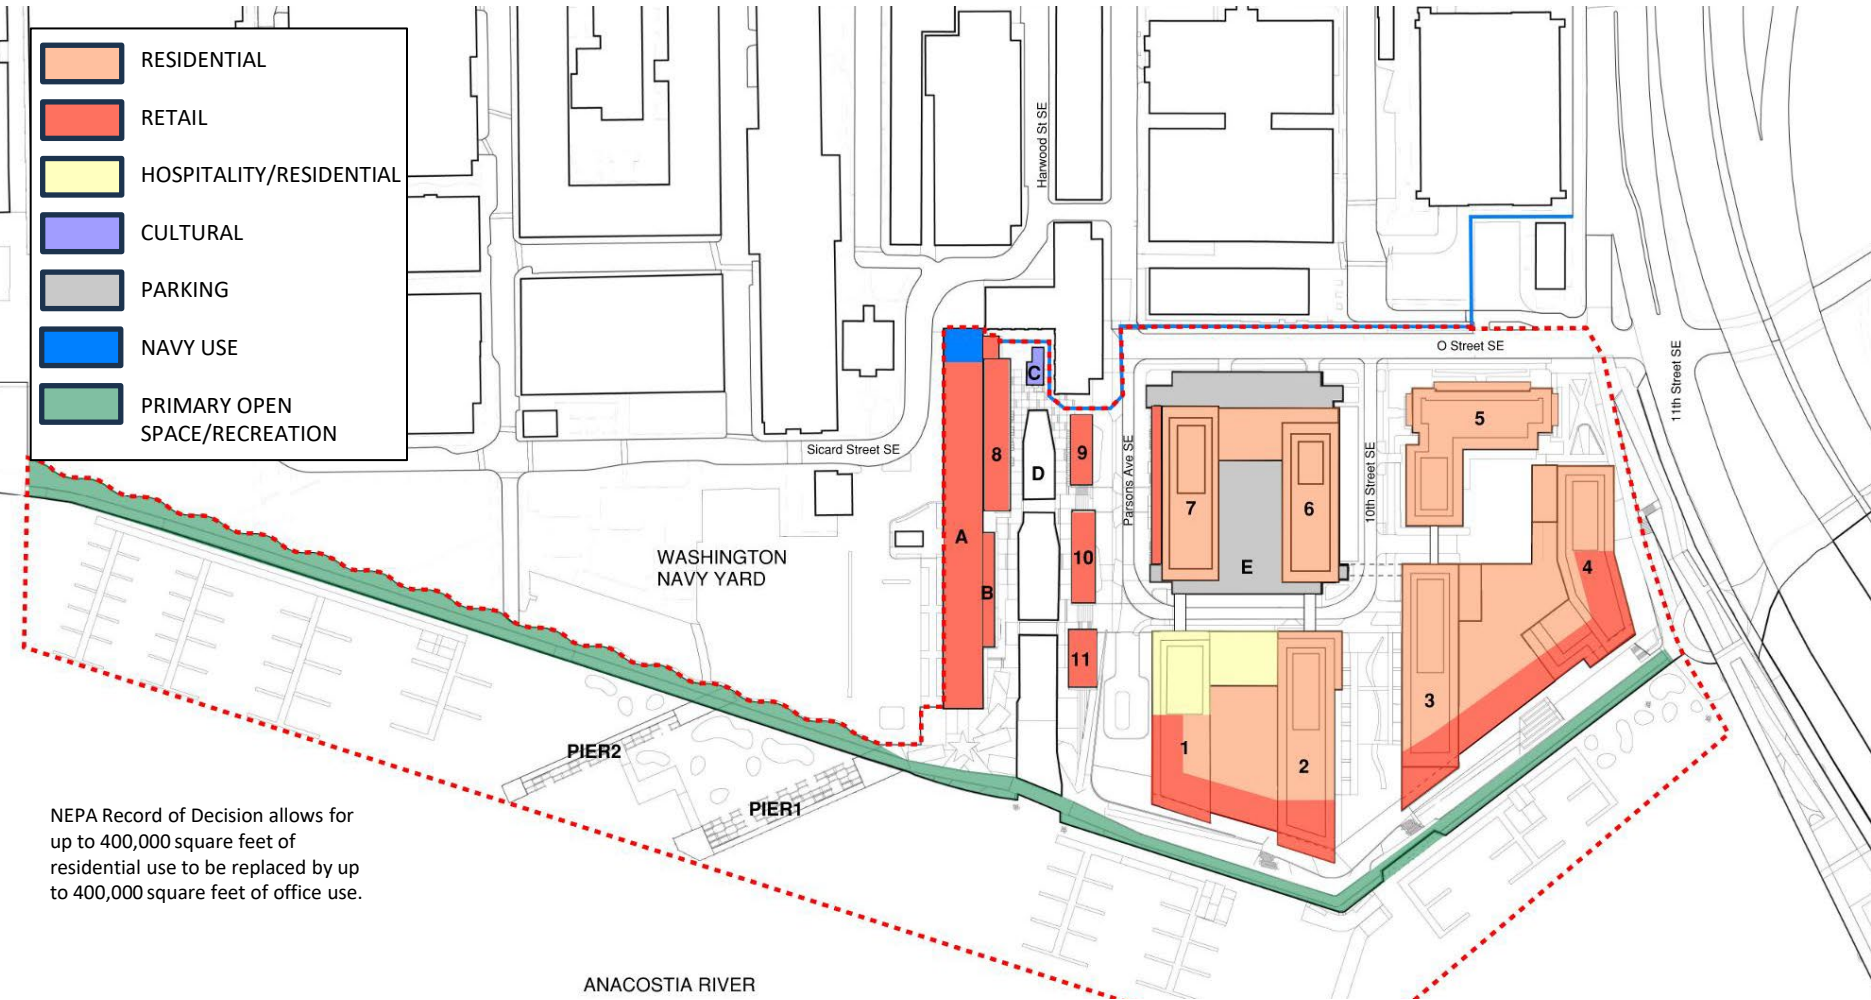 RESIDENTIAL
RETAIL
HOSPITALITY/RESIDENTIAL
CULTURAL
PARKING
NAVY USE
PRIMARY OPEN
SPACE/RECREATION
Harwood St SE
O Street SE
11th Street SE
Sicard Street SE
Parsons Ave SE
10th Street SE
C
8
9
D
5
A
7
6
10
E
4
B
11
3
1
2
WASHINGTON
NAVY YARD
PIER2
PIER1
NEPA Record of Decision allows for
up to 400,000 square feet of
residential use to be replaced by up
to 400,000 square feet of office use.
ANACOSTIA RIVER